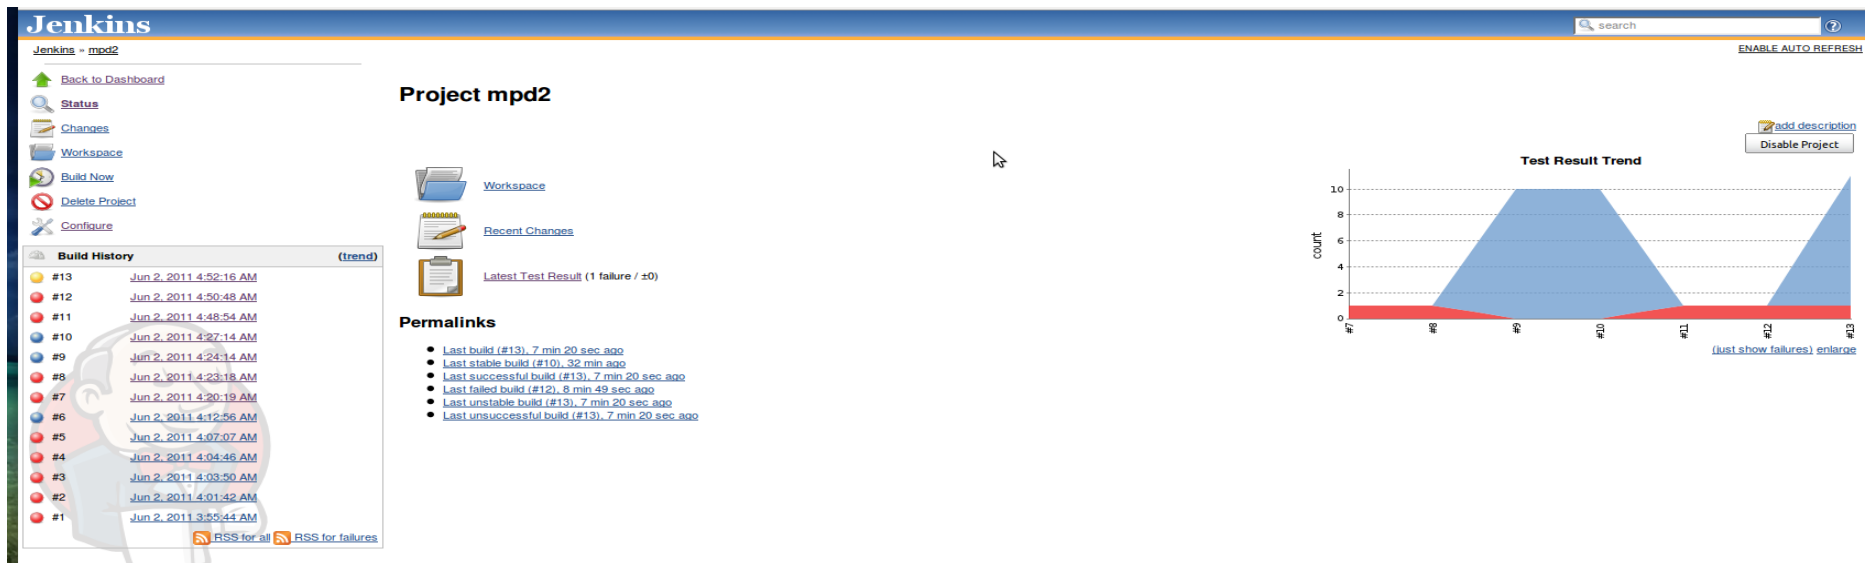 Jenkins
search
Jenkins » mpd2
ENABLE AUTO REFRESH
Back to Dashboard
Status
Changes
Workspace
Build Now
Delete Project
Configure
Build History (trend)
#13 Jun 2, 2011 4:52:16 AM
#12 Jun 2, 2011 4:50:48 AM
#11 Jun 2, 2011 4:48:54 AM
#10 Jun 2, 2011 4:27:14 AM
#9 Jun 2, 2011 4:24:14 AM
#8 Jun 2, 2011 4:23:18 AM
#7 Jun 2, 2011 4:20:19 AM
#6 Jun 2, 2011 4:12:56 AM
#5 Jun 2, 2011 4:07:07 AM
#4 Jun 2, 2011 4:04:46 AM
#3 Jun 2, 2011 4:03:50 AM
#2 Jun 2, 2011 4:01:42 AM
#1 Jun 2, 2011 3:55:44 AM
RSS for all RSS for failures
Project mpd2
Workspace
Recent Changes
Latest Test Result (1 failure / ±0)
Permalinks
Last build (#13), 7 min 20 sec ago
Last stable build (#10), 32 min ago
Last successful build (#13), 7 min 20 sec ago
Last failed build (#12), 8 min 49 sec ago
Last unstable build (#13), 7 min 20 sec ago
Last unsuccessful build (#13), 7 min 20 sec ago
add description
Disable Project
Test Result Trend
count
10
8
6
4
2
0
#7 #8 #9 #10 #11 #12 #13
(just show failures) enlarge